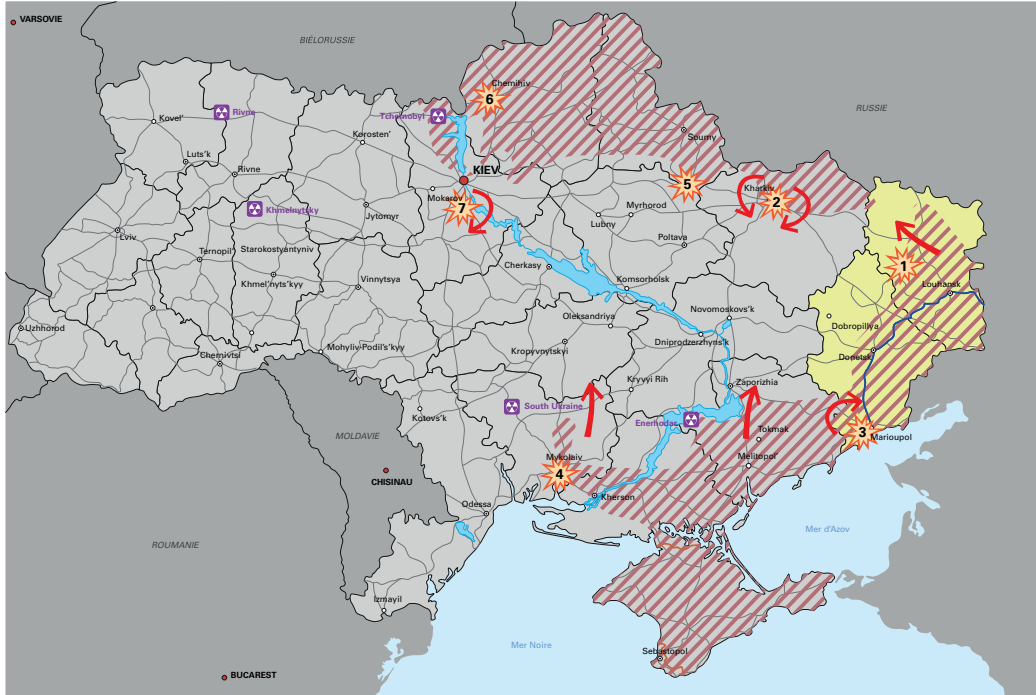 VARSOVIE
BIÉLORUSSIE
RUSSIE
Chernihiv
6
Tchernobyl
Rivne
Kovel'
Korosten'
Soumy
Luts'k
Rivne
KIEV
5
Kharkiv
2
Mokarov
7
Khmelnytsky
Jytomyr
Myrhorod
Lubny
Lviv
Poltava
Ternopil'
Starokostyantyniv
1
Cherkasy
Khmel'nyts'kyy
Vinnytsya
Komsorholsk
Louhansk
Oleksandriya
Novomoskovs'k
Uzhhorod
Dobropillya
Dniprodzerzhyns'k
Mohyliv-Podil's'kyy
Kropyvnytskyi
Chernivtsi
Donetsk
Kryvyi Rih
Zaporizhia
South Ukraine
Kotovs'k
Enerhodar
Tokmak
3
Marioupol
MOLDAVIE
Mykolaiv
4
Melitopol'
CHISINAU
Kherson
Odessa
Mer d'Azov
ROUMANIE
Izmayil
Mer Noire
Sebastopol
BUCAREST